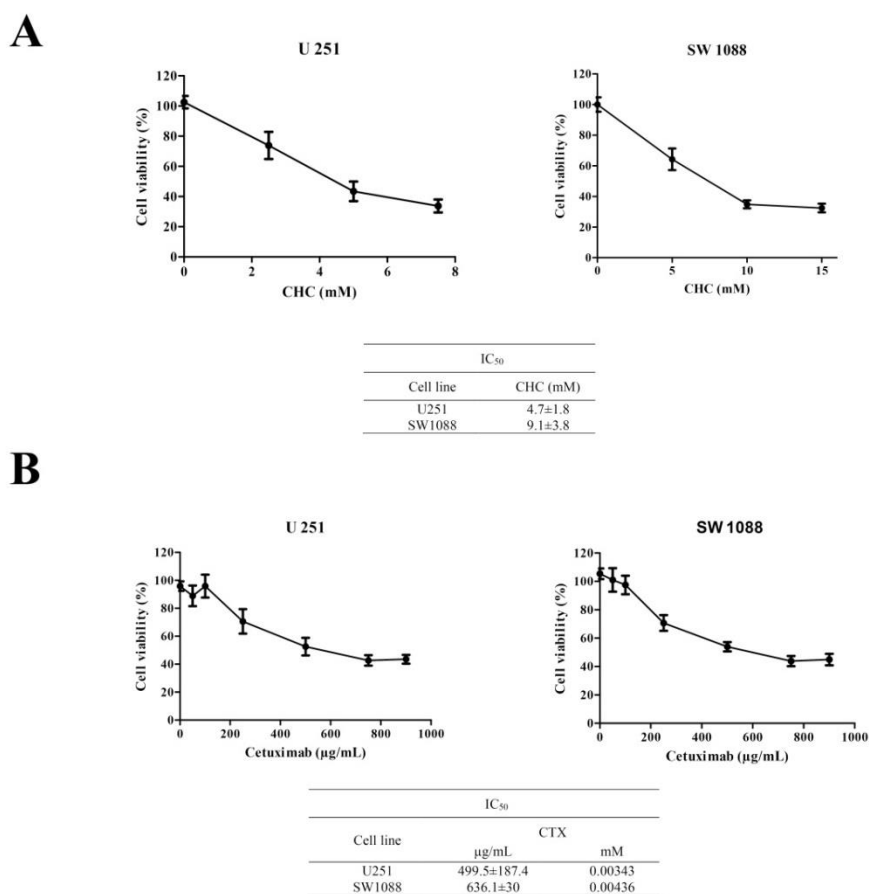 A
U 251
SW 1088
Cell viability (%)
120
100
80
60
40
20
0
0 2 4 6 8
CHC (mM)
Cell viability (%)
120
100
80
60
40
20
0
0 5 10 15
CHC (mM)
IC50
Cell line CHC (mM)
U251 4.7±1.8
SW1088 9.1±3.8
B
U 251
SW 1088
Cell viability (%)
120
100
80
60
40
20
0
0 200 400 600 800 1000
Cetuximab (µg/mL)
Cell viability (%)
120
100
80
60
40
20
0
0 200 400 600 800 1000
Cetuximab (µg/mL)
IC50
Cell line CTX
µg/mL mM
U251 499.5±187.4 0.00343
SW1088 636.1±30 0.00436